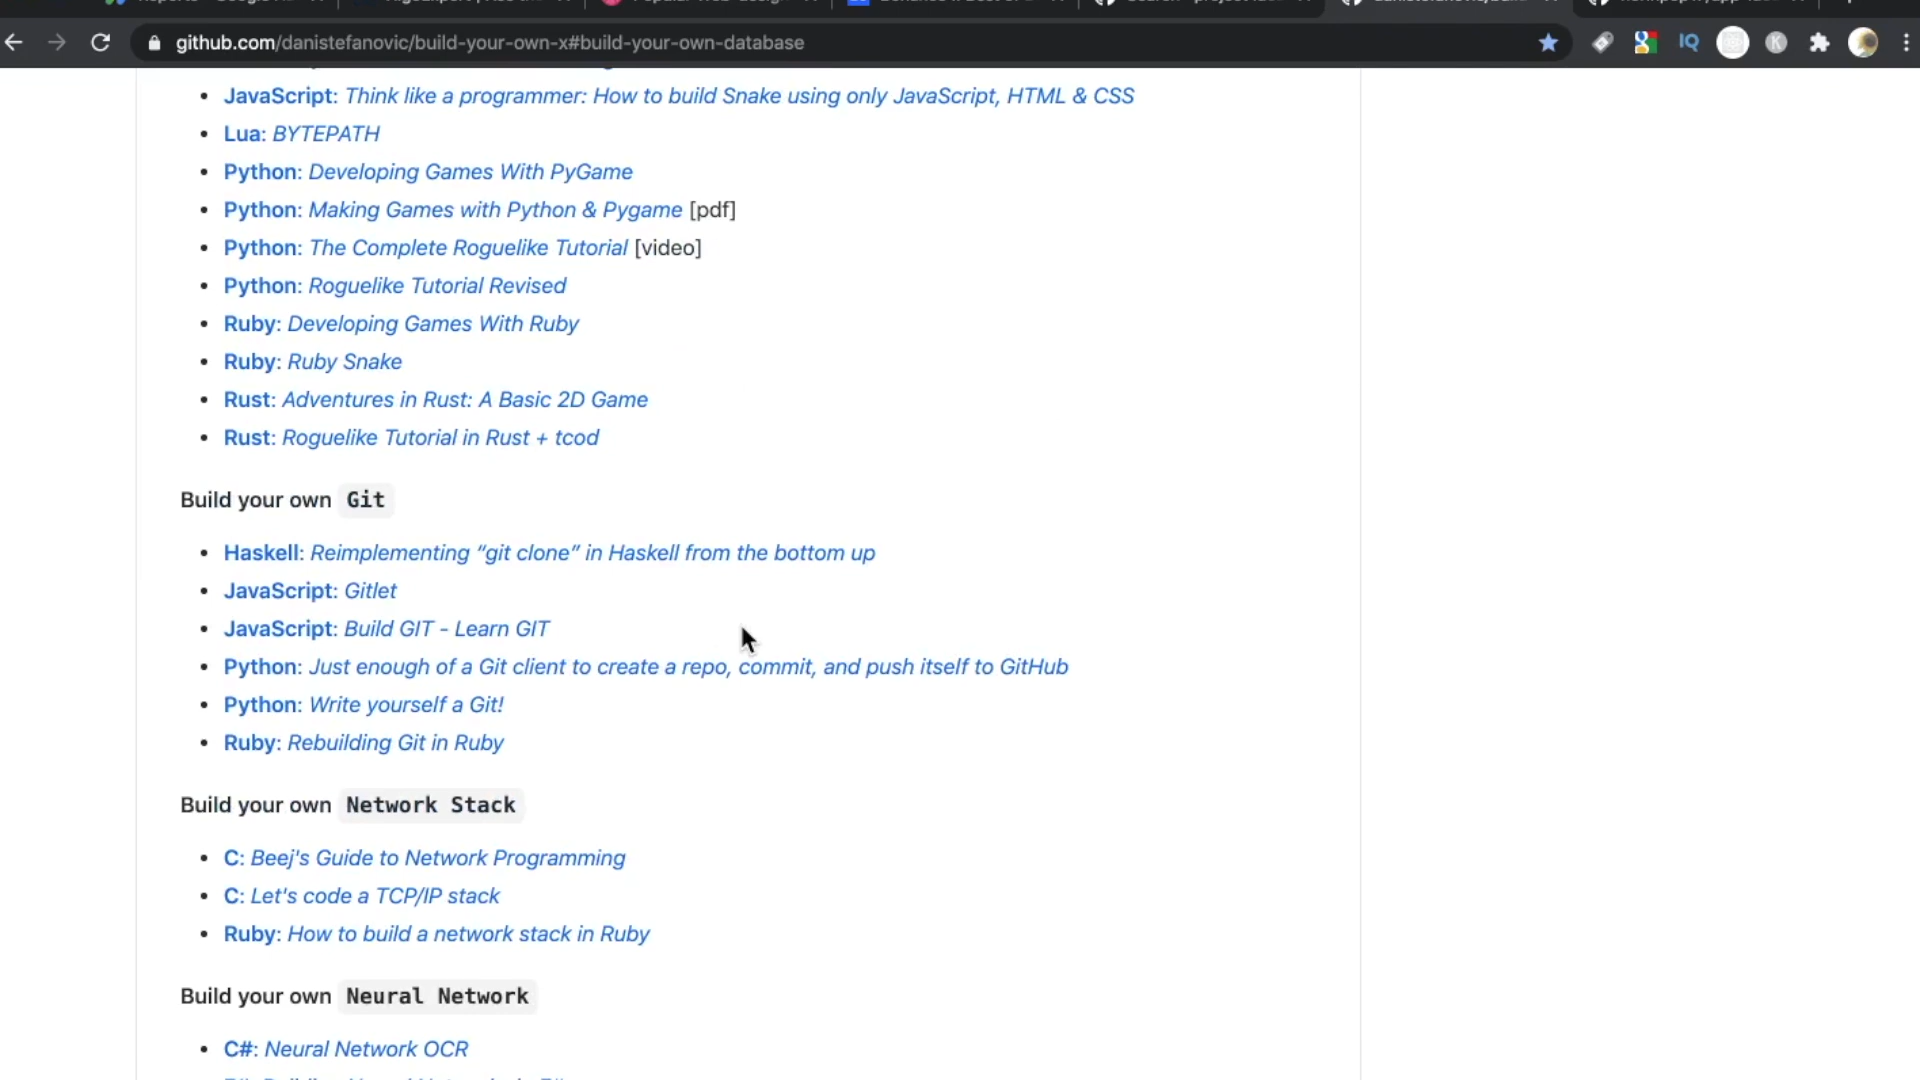 github.com/danistefanovic/build-your-own-x#build-your-own-database
IQ
K
JavaScript: Think like a programmer: How to build Snake using only JavaScript, HTML & CSS
Lua: BYTEPATH
Python: Developing Games With PyGame
Python: Making Games with Python & Pygame [pdf]
Python: The Complete Roguelike Tutorial [video]
Python: Roguelike Tutorial Revised
Ruby: Developing Games With Ruby
Ruby: Ruby Snake
Rust: Adventures in Rust: A Basic 2D Game
Rust: Roguelike Tutorial in Rust + tcod
Build your own Git
Haskell: Reimplementing “git clone” in Haskell from the bottom up
JavaScript: Gitlet
JavaScript: Build GIT - Learn GIT
Python: Just enough of a Git client to create a repo, commit, and push itself to GitHub
Python: Write yourself a Git!
Ruby: Rebuilding Git in Ruby
Build your own Network Stack
C: Beej's Guide to Network Programming
C: Let's code a TCP/IP stack
Ruby: How to build a network stack in Ruby
Build your own Neural Network
C#: Neural Network OCR